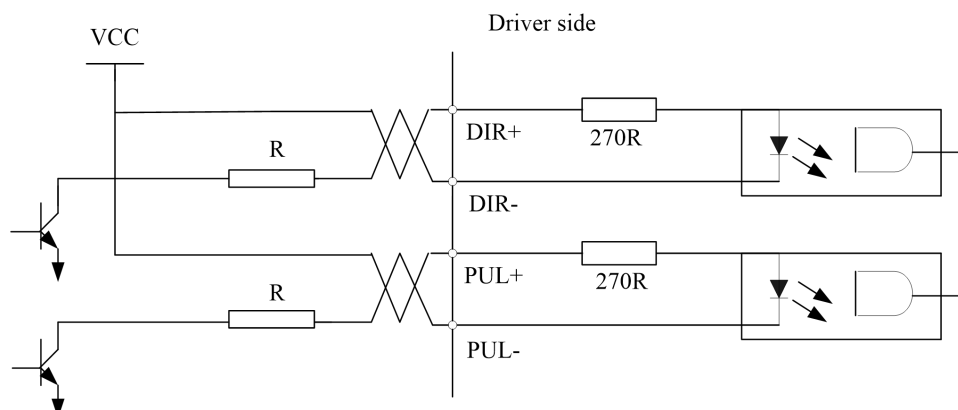 Driver side
VCC
DIR+
270R
R
DIR-
PUL+
270R
R
PUL-